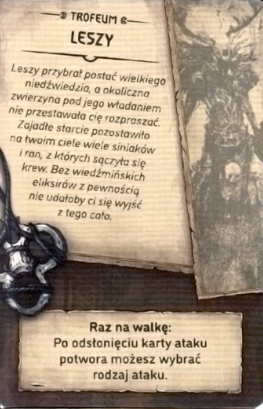 TROFEUM
LESZY
Leszy przybrał postać wielkiego
niedźwiedzia, a okoliczna
zwierzyna pod jego władaniem
nie przestawała cię rozpraszać.
Zajadłe starcie pozostawiło
na twoim ciele wiele siniaków
i ran, z których sączyła się
krew. Bez wiedźmińskich
eliksirów z pewnością
nie udałoby ci się wyjść
z tego cało.
Raz na walkę:
Po odsłonięciu karty ataku
potwora możesz wybrać
rodzaj ataku.